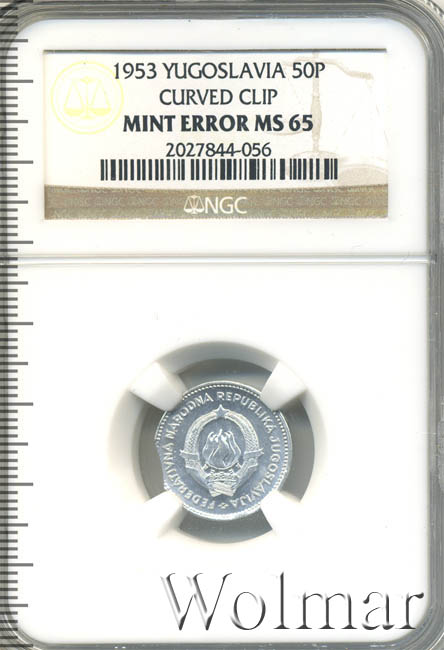 1953 YUGOSLAVIA 50P
CURVED CLIP
MINT ERROR MS 65
2027844-056
NGC
FEDERATIVNA NARODNA REPUBLIKA JUGOSLAVIJA
Wolmar